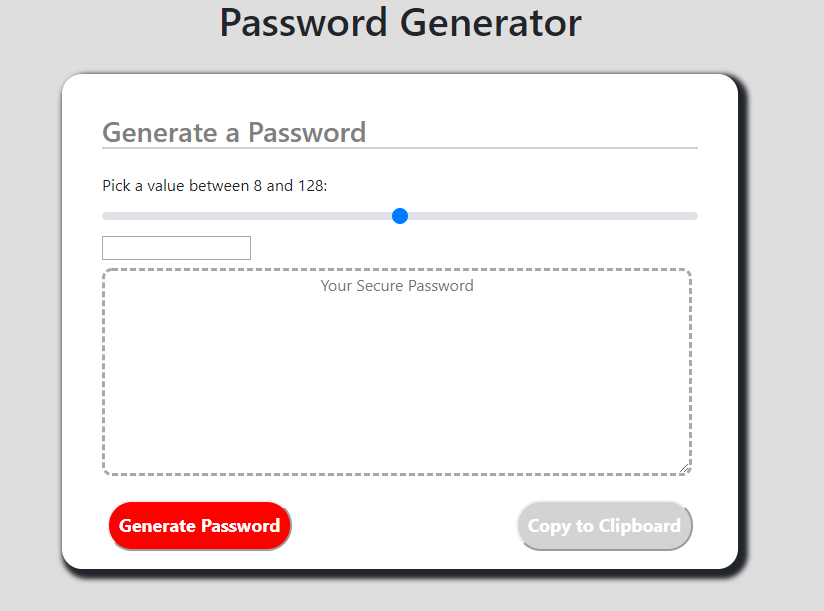 Password Generator
Generate a Password
Pick a value between 8 and 128:
Your Secure Password
Generate Password
Copy to Clipboard